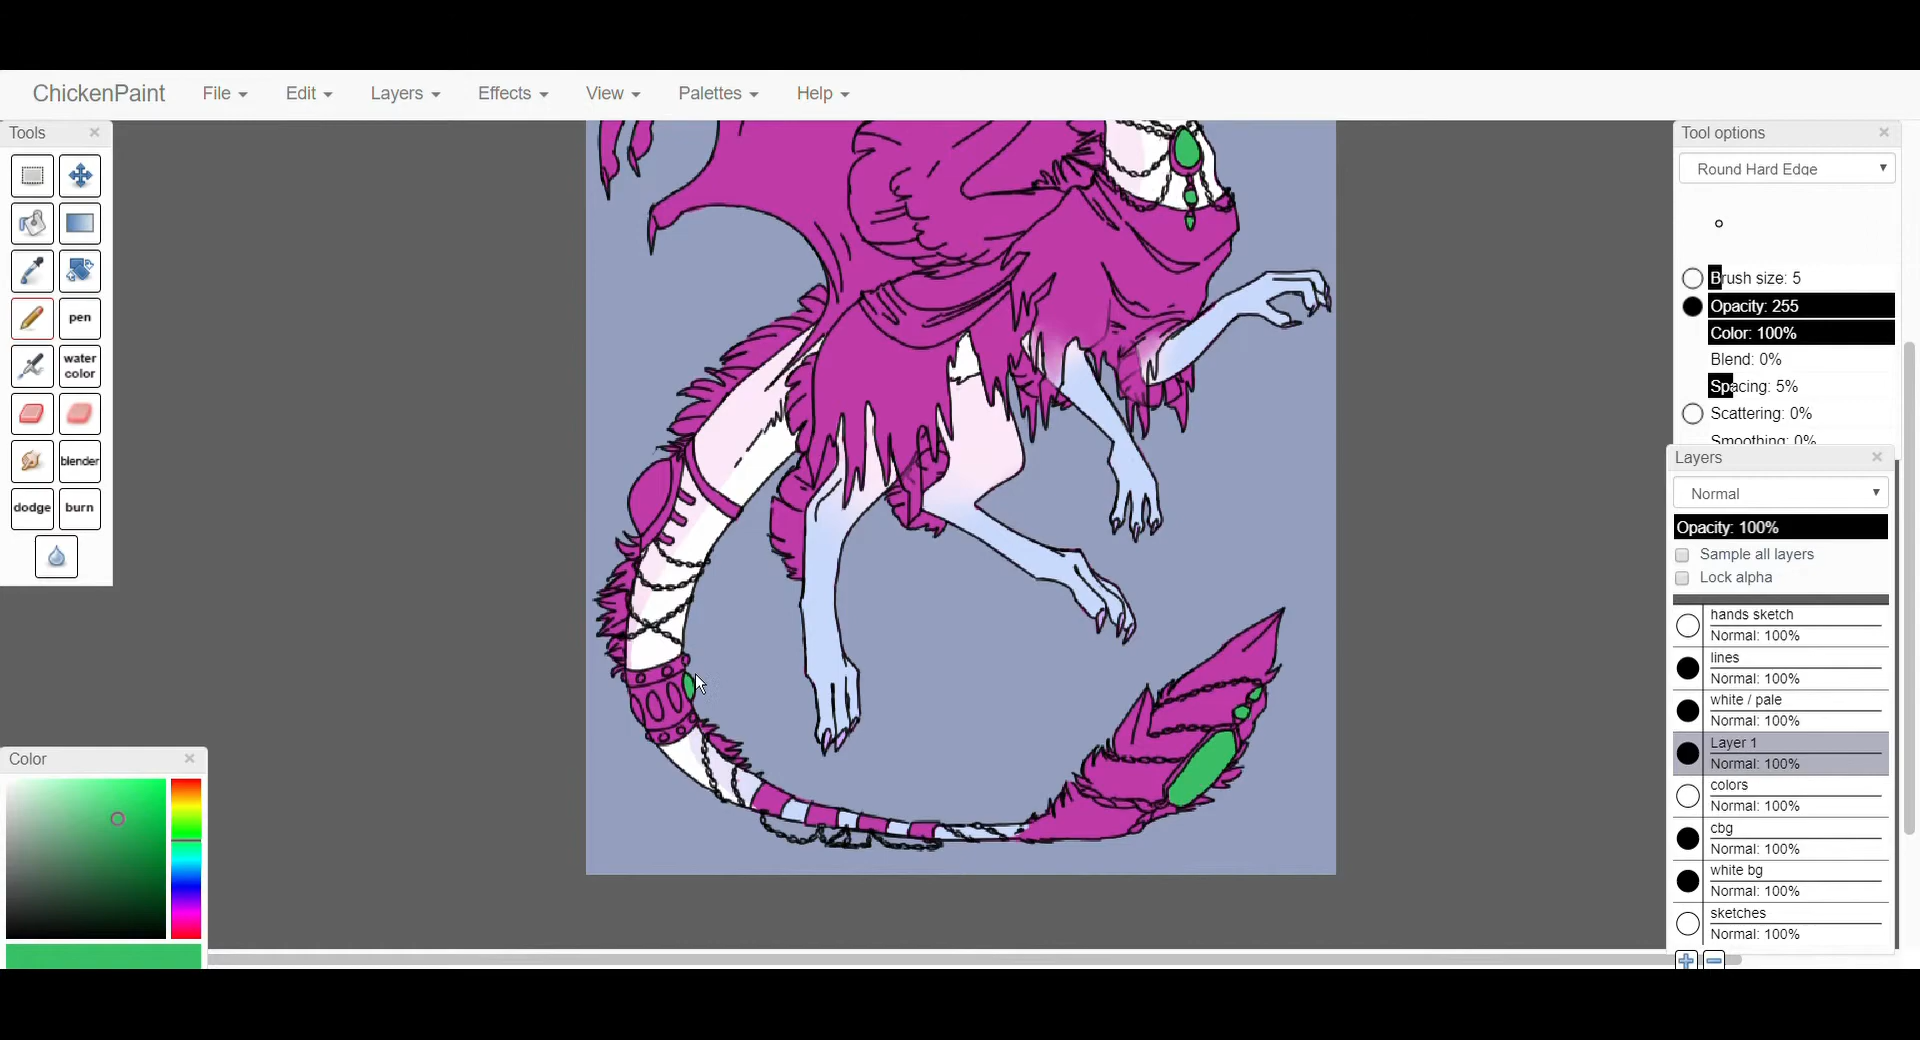 ChickenPaint File Edit Layers Effects View Palettes Help
Tools
pen
water
color
blender
dodge burn
Color
Tool options
Round Hard Edge
Brush size: 5
Opacity: 255
Color: 100%
Blend: 0%
Spacing: 5%
Scattering: 0%
Smoothing: 0%
Layers
Normal
Opacity: 100%
Sample all layers
Lock alpha
hands sketch
Normal: 100%
lines
Normal: 100%
white / pale
Normal: 100%
Layer 1
Normal: 100%
colors
Normal: 100%
cbg
Normal: 100%
white bg
Normal: 100%
sketches
Normal: 100%